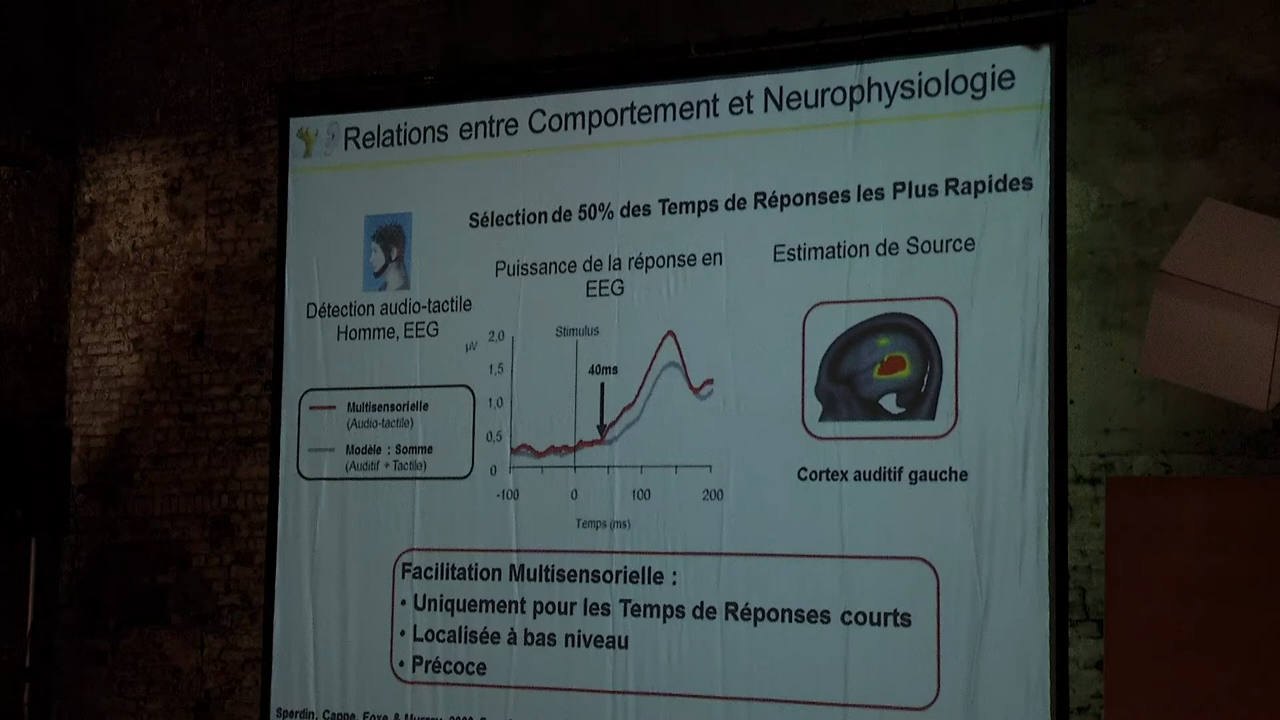 Relations entre Comportement et Neurophysiologie
Sélection de 50% des Temps de Réponses les Plus Rapides
Détection audio-tactile
Homme, EEG
Puissance de la réponse en
EEG
Estimation de Source
Multisensorielle
(Audio-tactile)
Modèle : Somme
(Auditif + Tactile)
µV
2,0
1,5
1,0
0,5
0
Stimulus
40ms
-100
0
100
200
Temps (ms)
Cortex auditif gauche
Facilitation Multisensorielle :
• Uniquement pour les Temps de Réponses courts
• Localisée à bas niveau
• Précoce
Sperdin, Cappe, Foxe & Murray,